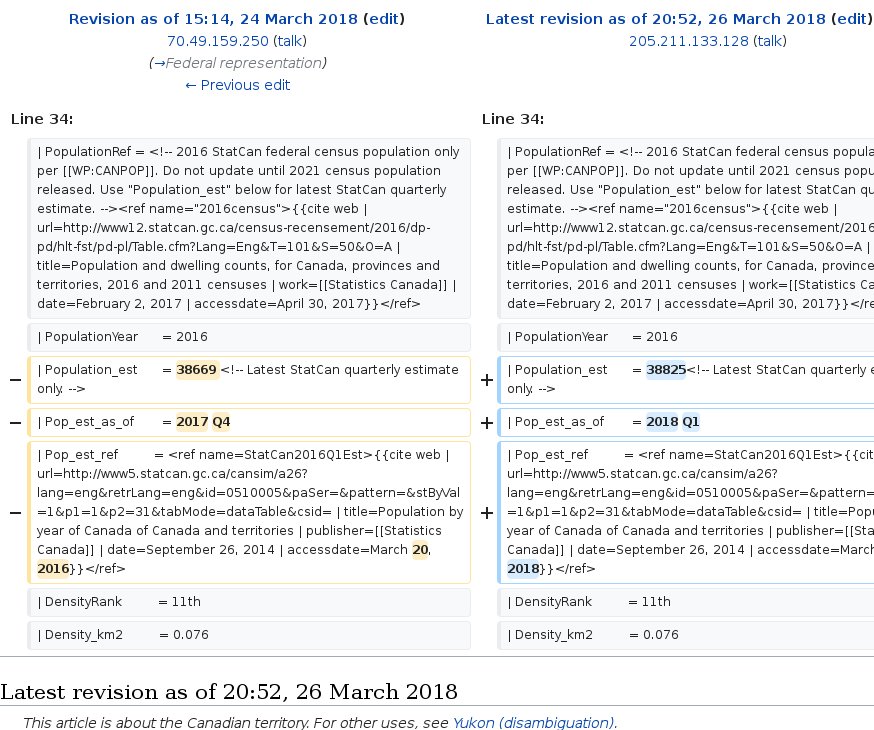 Revision as of 15:14, 24 March 2018 (edit)
70.49.159.250 (talk)
(→Federal representation)
← Previous edit
Line 34:
| PopulationRef = <!-- 2016 StatCan federal census population only
per [[WP:CANPOP]]. Do not update until 2021 census population
released. Use "Population_est" below for latest StatCan quarterly
estimate. --><ref name="2016census">{{cite web |
url=http://www12.statcan.gc.ca/census-recensement/2016/dp-
pd/hlt-fst/pd-pl/Table.cfm?Lang=Eng&T=101&S=50&O=A |
title=Population and dwelling counts, for Canada, provinces and
territories, 2016 and 2011 censuses | work=[[Statistics Canada]] |
date=February 2, 2017 | accessdate=April 30, 2017}}</ref>
| PopulationYear = 2016
− | Population_est = 38669<!-- Latest StatCan quarterly estimate
only. -->
− | Pop_est_as_of = 2017 Q4
| Pop_est_ref = <ref name=StatCan2016Q1Est>{{cite web |
url=http://www5.statcan.gc.ca/cansim/a26?
lang=eng&retrLang=eng&id=0510005&paSer=&pattern=&stByVal
− =1&p1=1&p2=31&tabMode=dataTable&csid= | title=Population by
year of Canada of Canada and territories | publisher=[[Statistics
Canada]] | date=September 26, 2014 | accessdate=March 20,
2016}}</ref>
| DensityRank = 11th
| Density_km2 = 0.076
Latest revision as of 20:52, 26 March 2018 (edit)
205.211.133.128 (talk)
Line 34:
| PopulationRef = <!-- 2016 StatCan federal census
per [[WP:CANPOP]]. Do not update until 2021 census
released. Use "Population_est" below for latest StatCan
estimate. --><ref name="2016census">{{cite web |
url=http://www12.statcan.gc.ca/census-recensement/2016
pd/hlt-fst/pd-pl/Table.cfm?Lang=Eng&T=101&S=50&O=A |
title=Population and dwelling counts, for Canada,
territories, 2016 and 2011 censuses | work=[[Statistics
date=February 2, 2017 | accessdate=April 30, 2017}}</re
| PopulationYear = 2016
+ | Population_est = 38825<!-- Latest StatCan quarterly
only. -->
+ | Pop_est_as_of = 2018 Q1
| Pop_est_ref = <ref name=StatCan2016Q1Est>
url=http://www5.statcan.gc.ca/cansim/a26?
lang=eng&retrLang=eng&id=0510005&paSer=&pattern=
+ =1&p1=1&p2=31&tabMode=dataTable&csid= |
year of Canada of Canada and territories |
Canada]] | date=September 26, 2014 | accessdate=March
2018}}</ref>
| DensityRank = 11th
| Density_km2 = 0.076
Latest revision as of 20:52, 26 March 2018
This article is about the Canadian territory. For other uses, see Yukon (disambiguation).